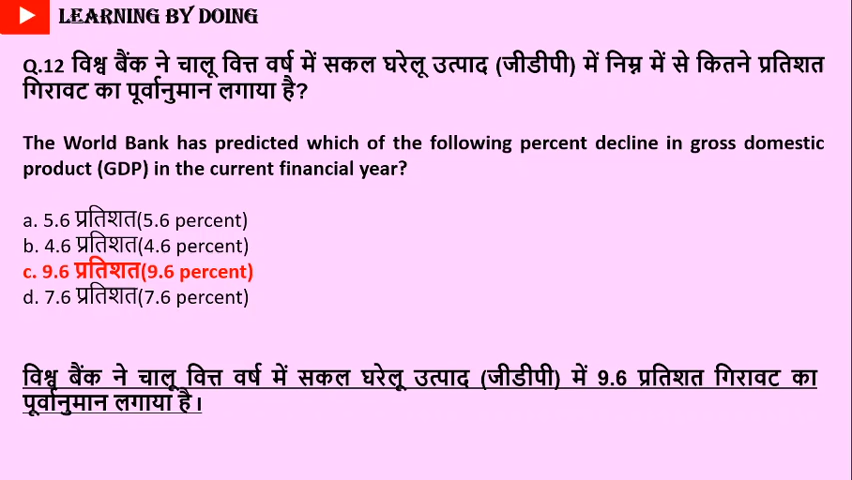 LEARNING BY DOING
Q.12 विश्व बैंक ने चालू वित्त वर्ष में सकल घरेलू उत्पाद (जीडीपी) में निम्न में से कितने प्रतिशत
गिरावट का पूर्वानुमान लगाया है?
The World Bank has predicted which of the following percent decline in gross domestic
product (GDP) in the current financial year?
a. 5.6 प्रतिशत(5.6 percent)
b. 4.6 प्रतिशत(4.6 percent)
c. 9.6 प्रतिशत(9.6 percent)
d. 7.6 प्रतिशत(7.6 percent)
विश्व बैंक ने चालू वित्त वर्ष में सकल घरेलू उत्पाद (जीडीपी) में 9.6 प्रतिशत गिरावट का
पूर्वानुमान लगाया है।